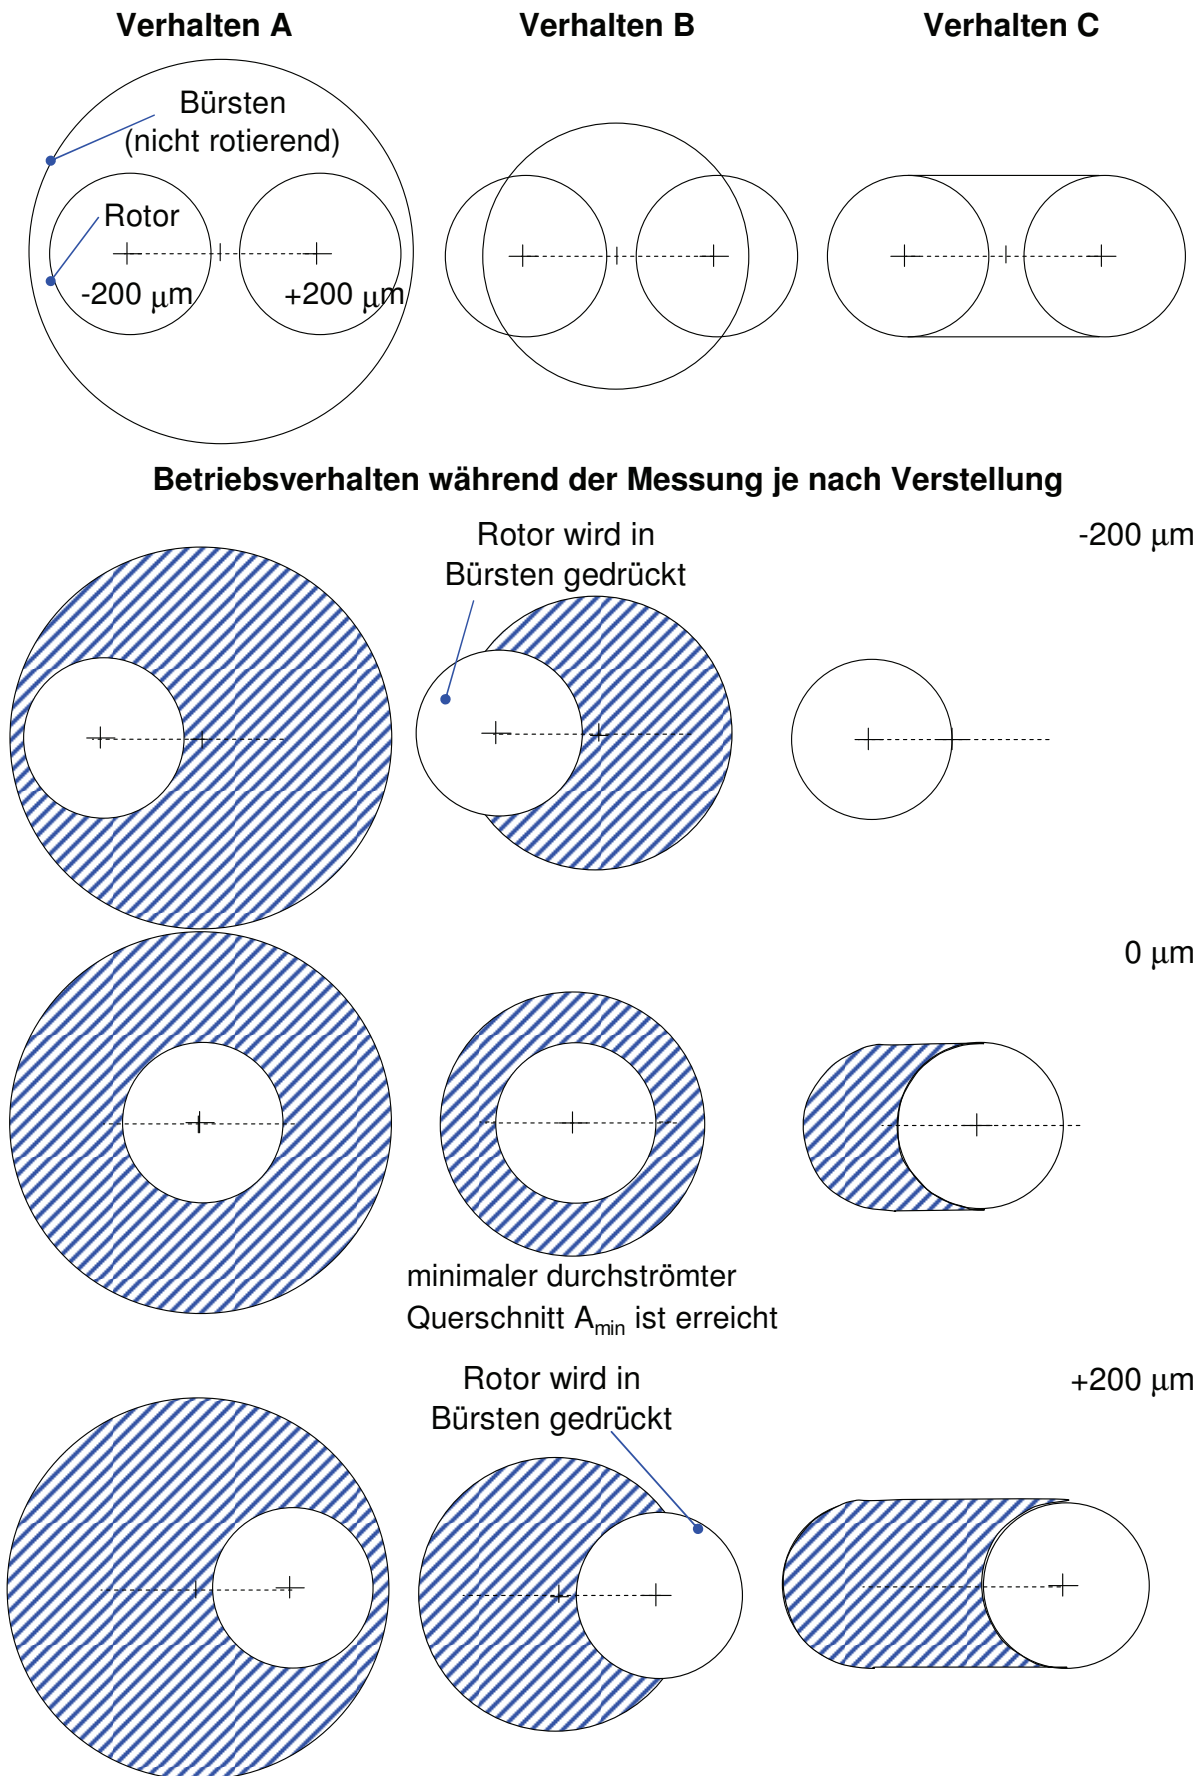 Verhalten A
Verhalten B
Verhalten C
Bürsten
(nicht rotierend)
Rotor
-200 μm
+200 μm
Betriebsverhalten während der Messung je nach Verstellung
Rotor wird in
Bürsten gedrückt
-200 μm
0 μm
minimaler durchströmter
Querschnitt Amin ist erreicht
Rotor wird in
Bürsten gedrückt
+200 μm